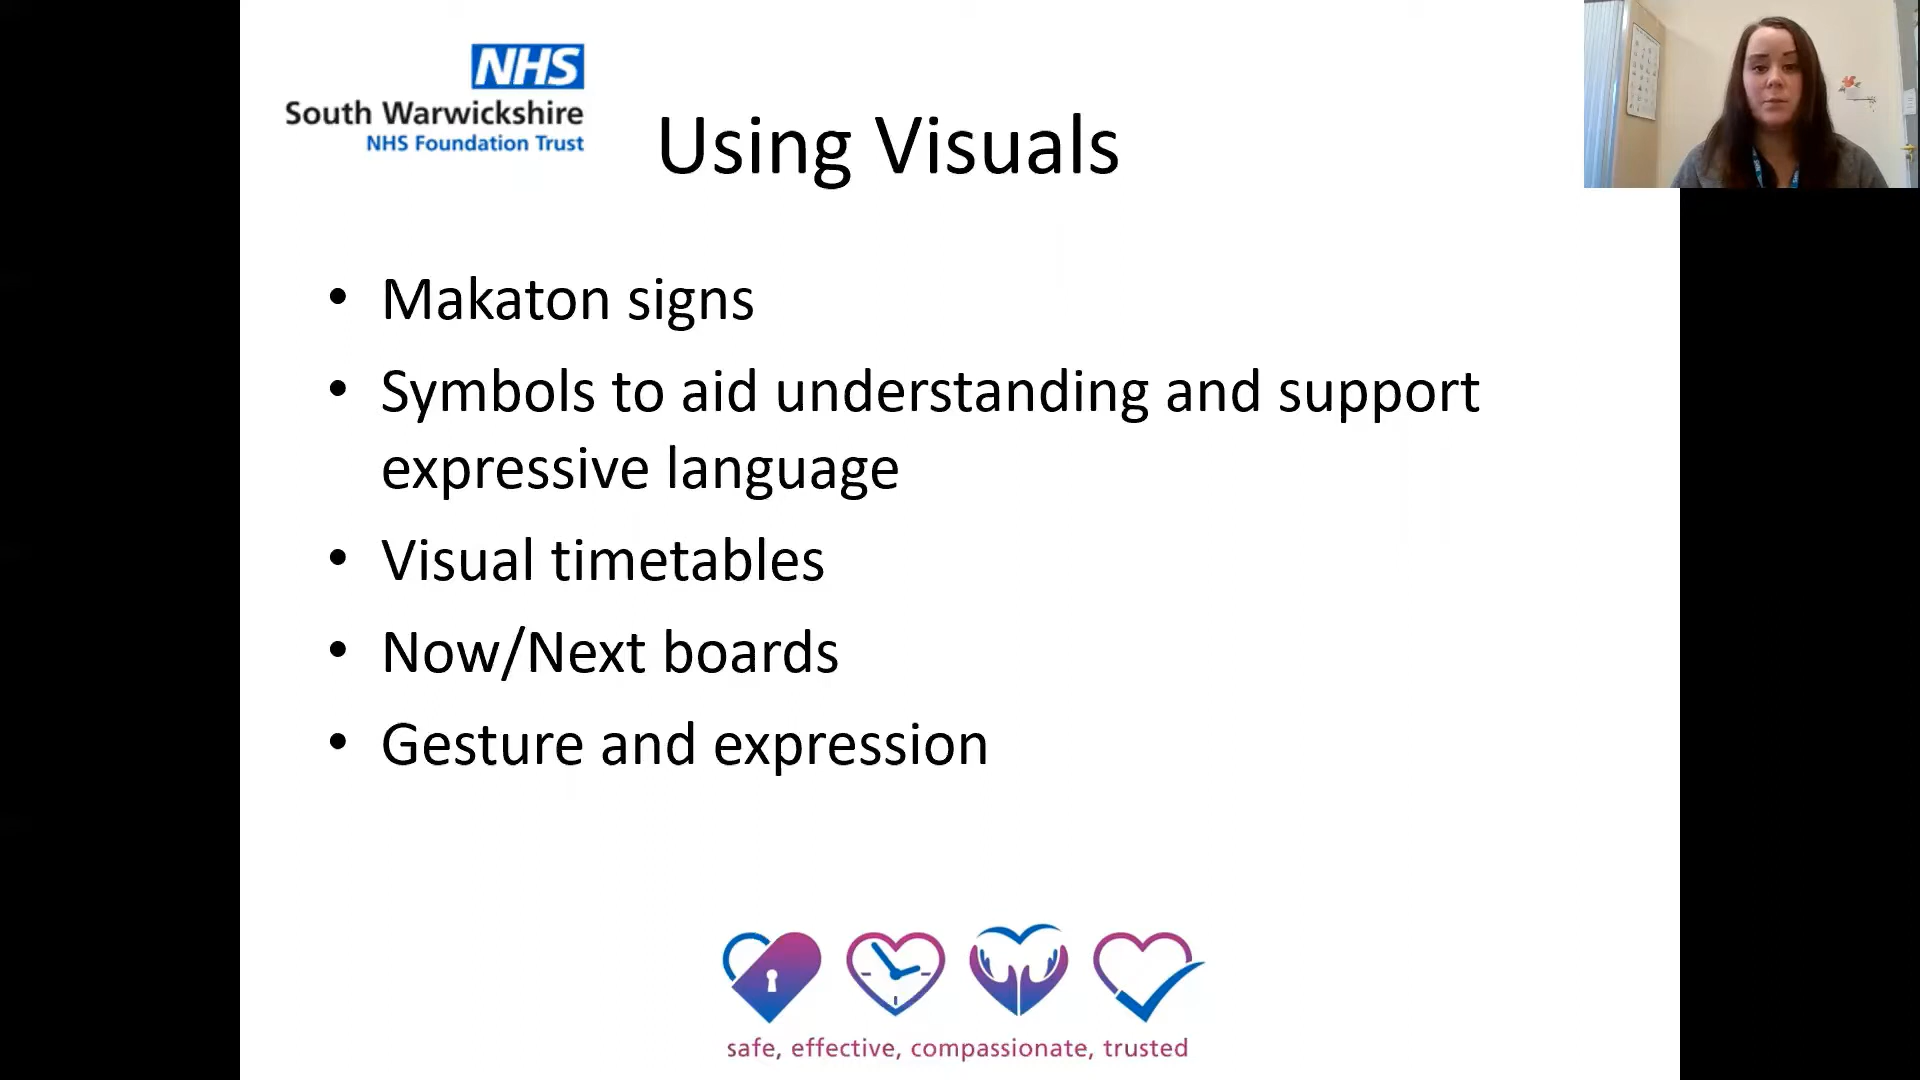 NHS
South Warwickshire
NHS Foundation Trust
Using Visuals
• Makaton signs
• Symbols to aid understanding and support
expressive language
• Visual timetables
• Now/Next boards
• Gesture and expression
safe, effective, compassionate, trusted